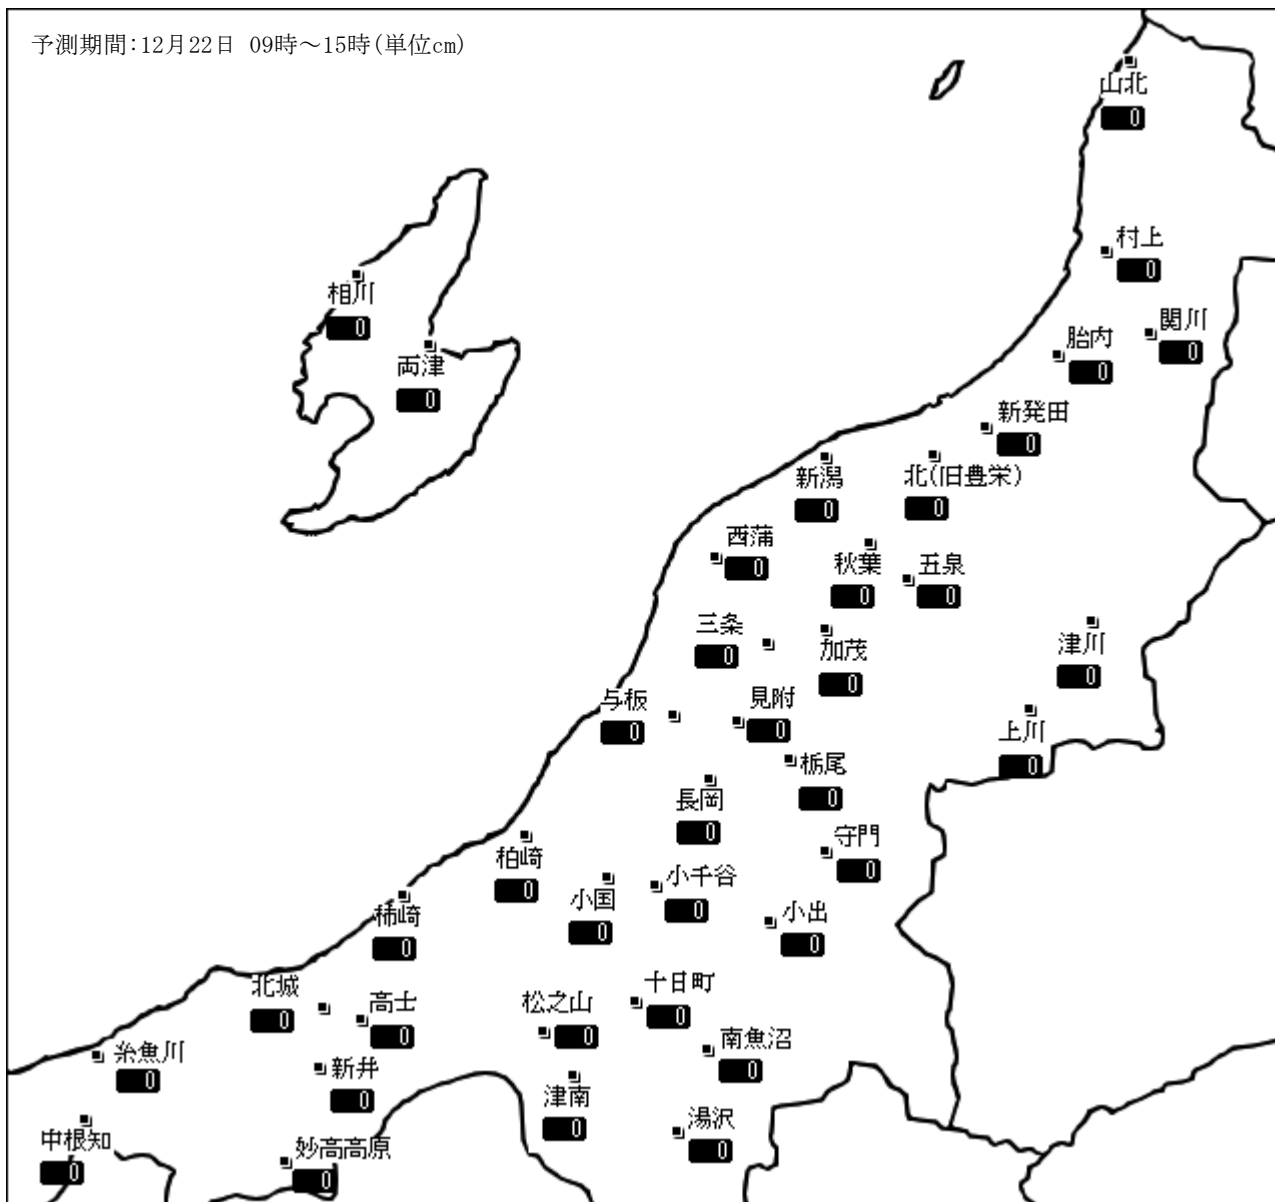 予測期間:12月22日 09時～15時(単位cm)
山北
0
村上
0
相川
0
関川
0
胎内
0
両津
0
新発田
0
新潟
0
北(旧豊栄)
0
西蒲
0
秋葉
0
五泉
0
三条
0
加茂
0
津川
0
与板
0
見附
0
上川
0
栃尾
0
長岡
0
守門
0
柏崎
0
小国
0
小千谷
0
小出
0
柿崎
0
北城
0
高士
0
松之山
0
十日町
0
南魚沼
0
糸魚川
0
新井
0
津南
0
湯沢
0
中根知
0
妙高高原
0